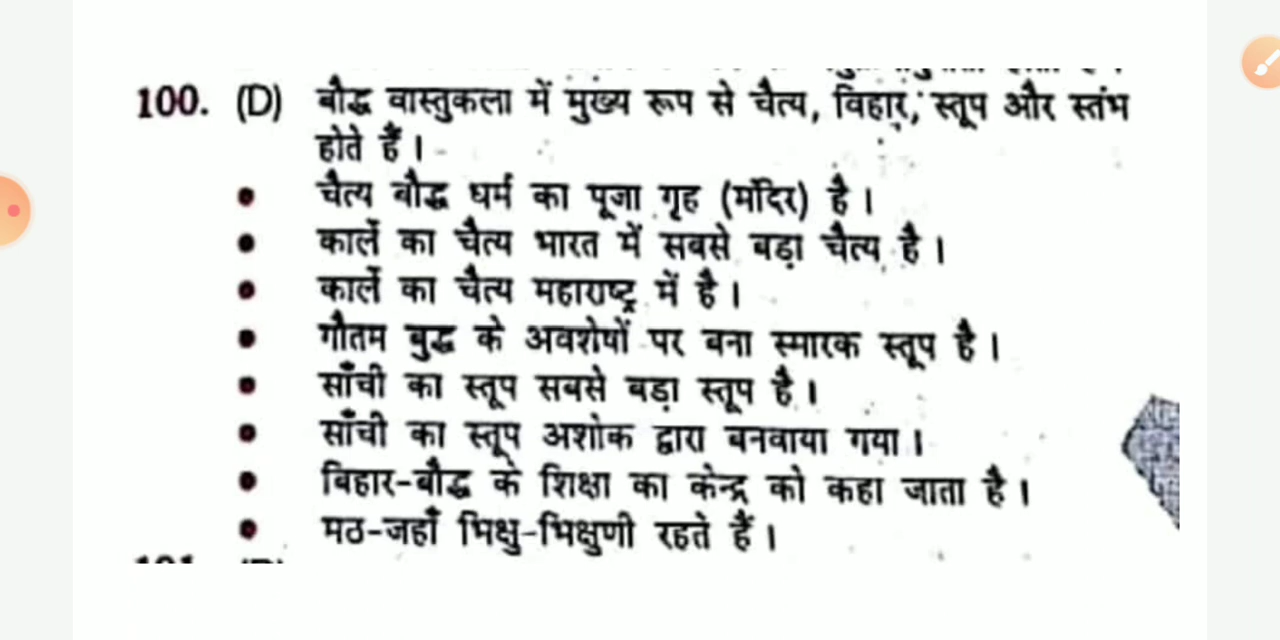 100. (D) बौद्ध वास्तुकला में मुख्य रूप से चैत्य, विहार, स्तूप और स्तंभ
होते हैं।
• चैत्य बौद्ध धर्म का पूजा गृह (मंदिर) है।
• कार्ले का चैत्य भारत में सबसे बड़ा चैत्य है।
• कार्ले का चैत्य महाराष्ट्र में है।
• गौतम बुद्ध के अवशेषों पर बना स्मारक स्तूप है।
• साँची का स्तूप सबसे बड़ा स्तूप है।
• साँची का स्तूप अशोक द्वारा बनवाया गया।
• विहार-बौद्ध के शिक्षा का केन्द्र को कहा जाता है।
• मठ-जहाँ भिक्षु-भिक्षुणी रहते हैं।